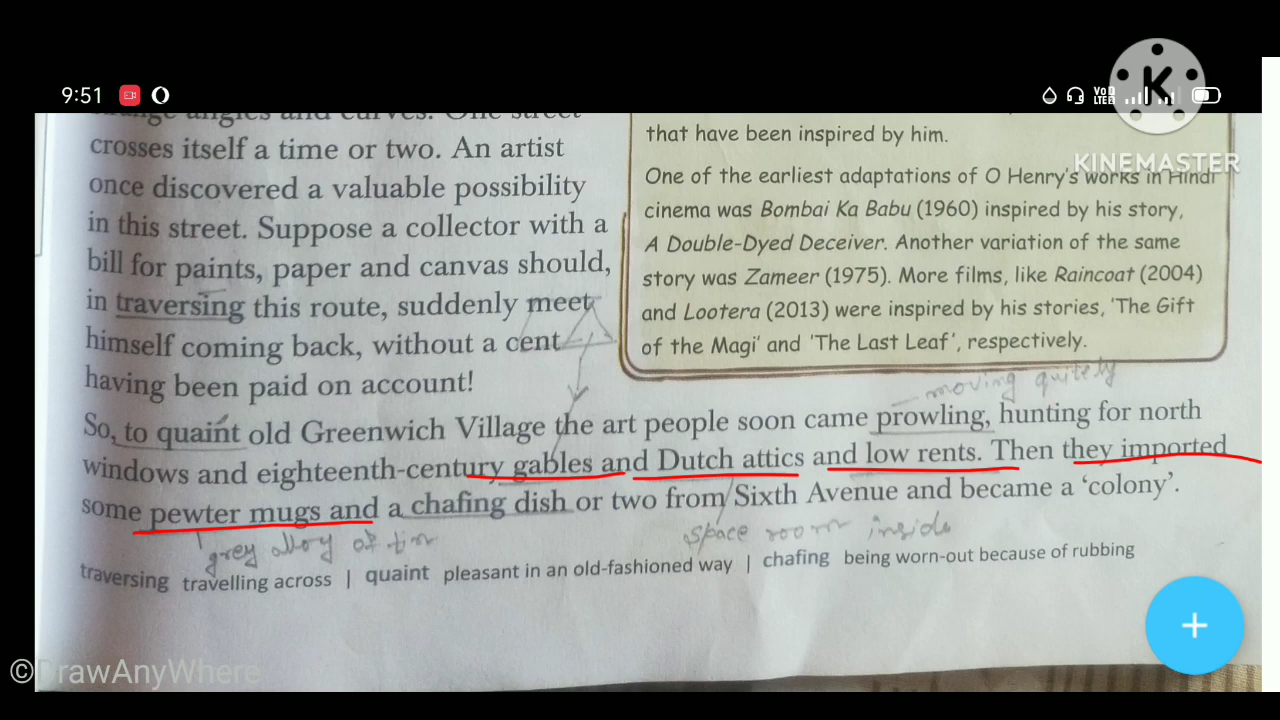 9:51
VoD
LTE2
KINEMASTER
angles and curves. One street
crosses itself a time or two. An artist
once discovered a valuable possibility
in this street. Suppose a collector with a
bill for paints, paper and canvas should,
in traversing this route, suddenly meet
himself coming back, without a cent
having been paid on account!
that have been inspired by him.
One of the earliest adaptations of O Henry's works in Hindi
cinema was Bombai Ka Babu (1960) inspired by his story,
A Double-Dyed Deceiver. Another variation of the same
story was Zameer (1975). More films, like Raincoat (2004)
and Lootera (2013) were inspired by his stories, 'The Gift
of the Magi' and 'The Last Leaf', respectively.
moving quitely
So, to quaint old Greenwich Village the art people soon came prowling, hunting for north
windows and eighteenth-century gables and Dutch attics and low rents. Then they imported
some pewter mugs and a chafing dish or two from Sixth Avenue and became a 'colony'.
grey alloy of tin
space room inside
traversing travelling across | quaint pleasant in an old-fashioned way | chafing being worn-out because of rubbing
©DrawAnyWhere